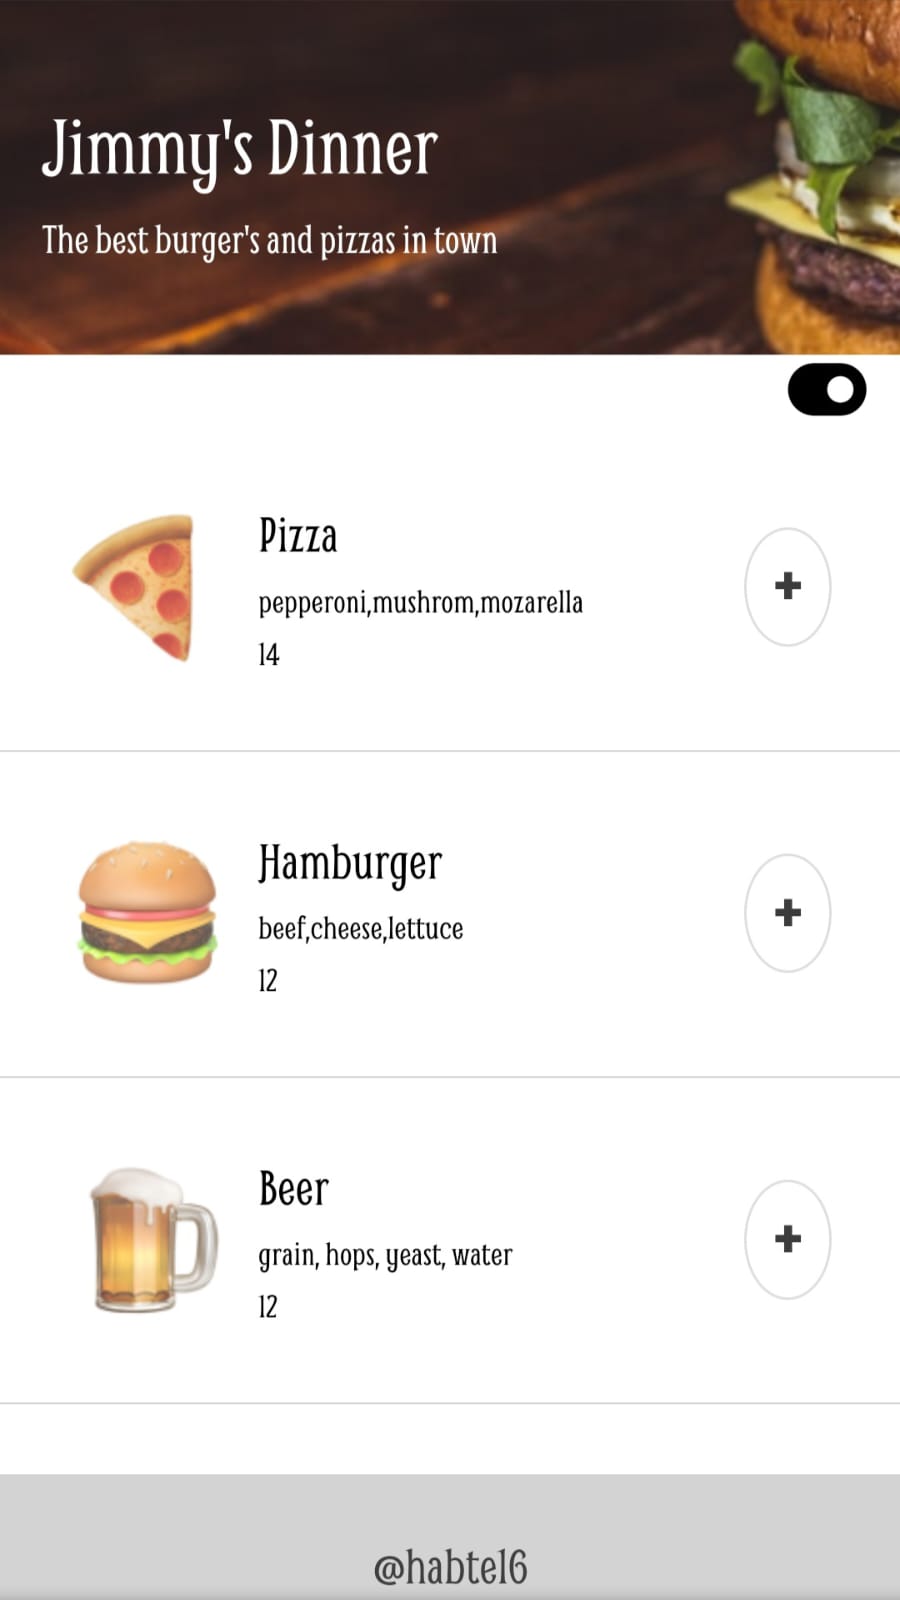 Jimmy's Dinner
The best burger's and pizzas in town
Pizza
pepperoni,mushrom,mozarella
14
+
Hamburger
beef,cheese,lettuce
12
+
Beer
grain, hops, yeast, water
12
+
@habte16